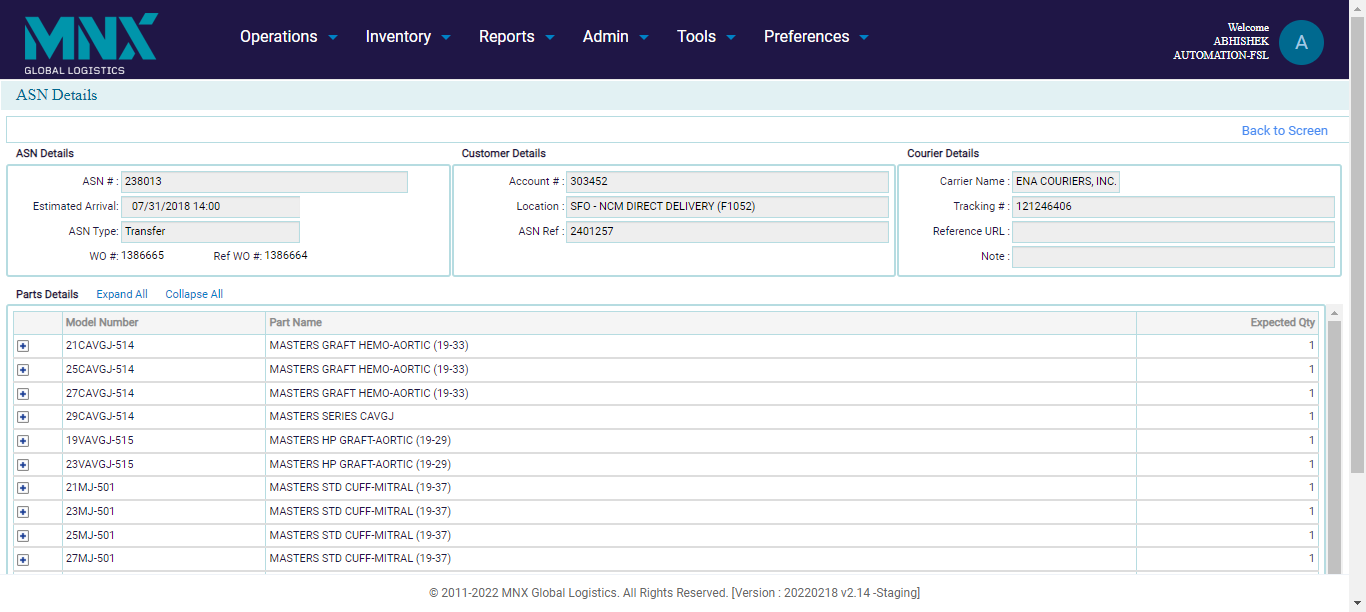 MNX
GLOBAL LOGISTICS
Operations Inventory Reports Admin Tools Preferences
Welcome
ABHISHEK
AUTOMATION-FSL
A
ASN Details
Back to Screen
ASN Details Customer Details Courier Details
ASN # : 238013 Account # : 303452 Carrier Name : ENA COURIERS, INC.
Estimated Arrival: 07/31/2018 14:00 Location : SFO - NCM DIRECT DELIVERY (F1052) Tracking # : 121246406
ASN Type: Transfer ASN Ref : 2401257 Reference URL :
WO #: 1386665 Ref WO #: 1386664 Note :
Parts Details Expand All Collapse All
Model Number Part Name Expected Qty
21CAVGJ-514 MASTERS GRAFT HEMO-AORTIC (19-33) 1
25CAVGJ-514 MASTERS GRAFT HEMO-AORTIC (19-33) 1
27CAVGJ-514 MASTERS GRAFT HEMO-AORTIC (19-33) 1
29CAVGJ-514 MASTERS SERIES CAVGJ 1
19VAVGJ-515 MASTERS HP GRAFT-AORTIC (19-29) 1
23VAVGJ-515 MASTERS HP GRAFT-AORTIC (19-29) 1
21MJ-501 MASTERS STD CUFF-MITRAL (19-37) 1
23MJ-501 MASTERS STD CUFF-MITRAL (19-37) 1
25MJ-501 MASTERS STD CUFF-MITRAL (19-37) 1
27MJ-501 MASTERS STD CUFF-MITRAL (19-37) 1
© 2011-2022 MNX Global Logistics. All Rights Reserved. [Version : 20220218 v2.14 -Staging]